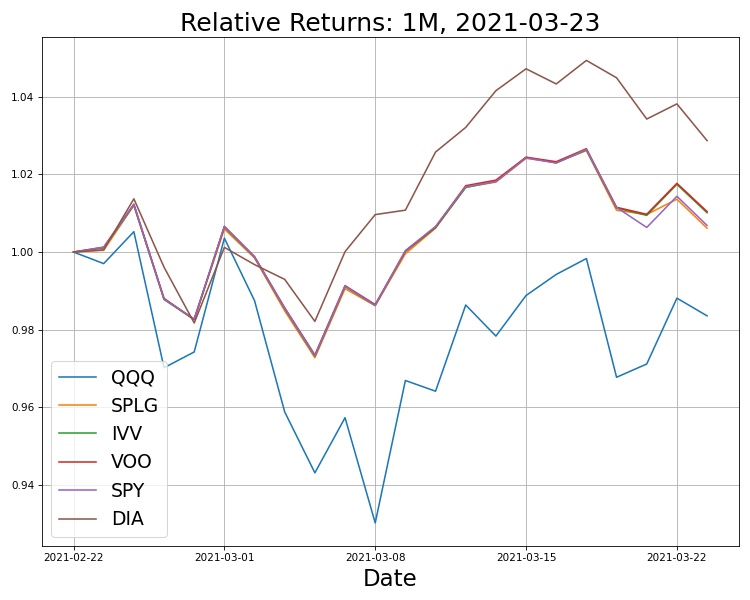 Relative Returns: 1M, 2021-03-23
1.04
1.02
1.00
0.98
0.96
0.94
QQQ
SPLG
IVV
VOO
SPY
DIA
2021-02-22
2021-03-01
2021-03-08
2021-03-15
2021-03-22
Date